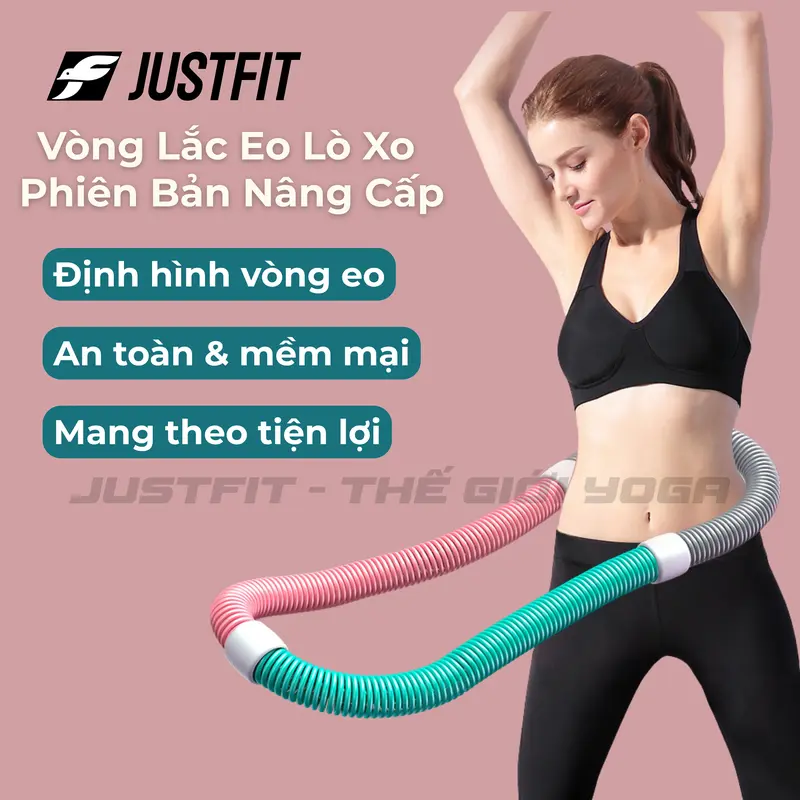 JUSTFIT
Vòng Lắc Eo Lò Xo
Phiên Bản Nâng Cấp
Định hình vòng eo
An toàn & mềm mại
Mang theo tiện lợi
JUSTFIT - THẾ GIỚI YOGA